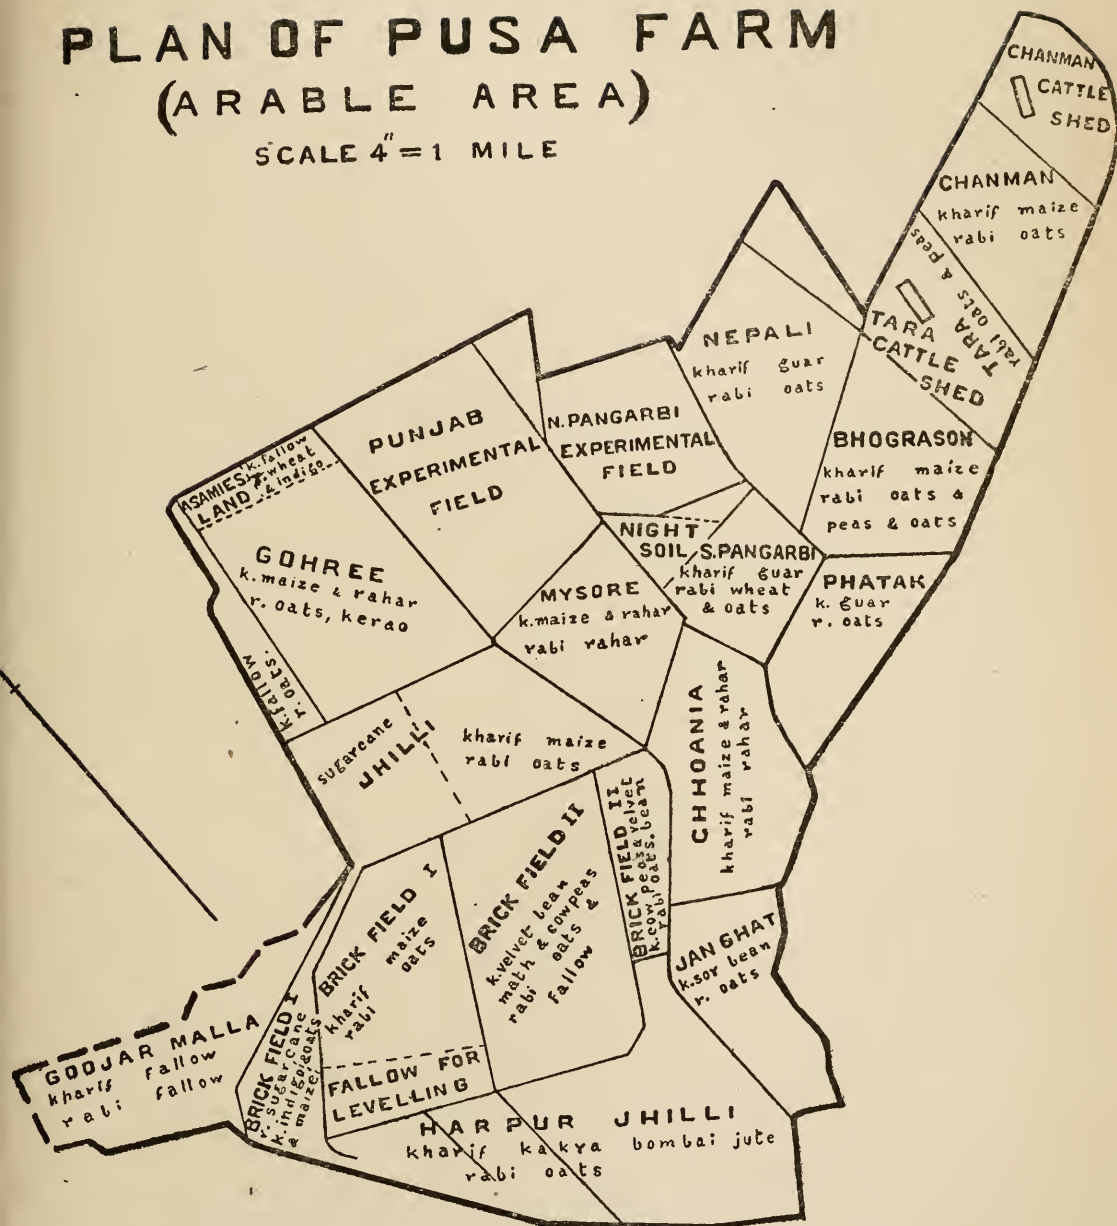 PLAN OF PUSA FARM
(ARABLE AREA)
SCALE 4" = 1 MILE
CHANMAN
CATTLE
SHED
CHANMAN
kharif maize
rabi oats
TARA
rabi oats & peas
TARA
CATTLE
SHED
NEPALI
kharif guar
rabi oats
BHOGRASON
kharif maize
rabi oats &
peas & oats
PHATAK
k. guar
r. oats
N. PANGARBI
EXPERIMENTAL
FIELD
PUNJAB
EXPERIMENTAL
FIELD
ASAMIES
LAND
k. fallow
r. wheat
& indigo
GOHREE
k. maize & rahar
r. oats, kerao
k. fallow
r. oats.
NIGHT
SOIL
S. PANGARBI
kharif guar
rabi wheat
& oats
MYSORE
k. maize & rahar
rabi rahar
sugarcane
JHILLI
kharif maize
rabi oats
CHHOANIA
kharif maize & rahar
rabi rahar
BRICK FIELD I
kharif maize
rabi oats
BRICK FIELD II
k. velvet bean
math & cowpeas
rabi oats &
fallow
BRICK FIELD II
k. cow peas & velvet
rabi oats. bean
JANGHAT
k. sor bean
r. oats
GOOJAR MALLA
kharif fallow
rabi fallow
BRICK FIELD I
r. sugarcane
k. indigo, oats
& maize
FALLOW FOR
LEVELLING
HARPUR JHILLI
kharif kakya bombai jute
rabi oats